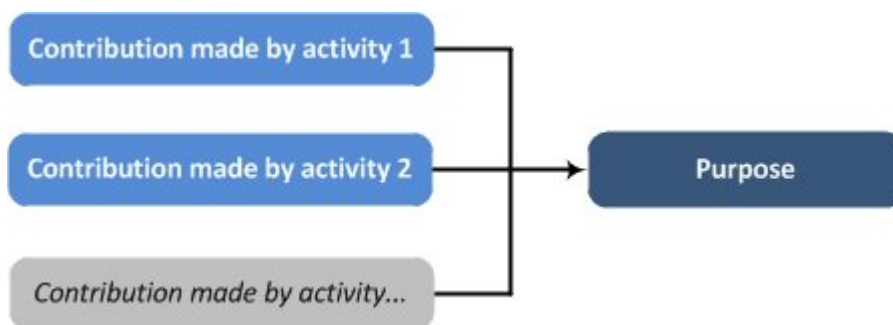 Contribution made by activity 1
Contribution made by activity 2
Purpose
Contribution made by activity...